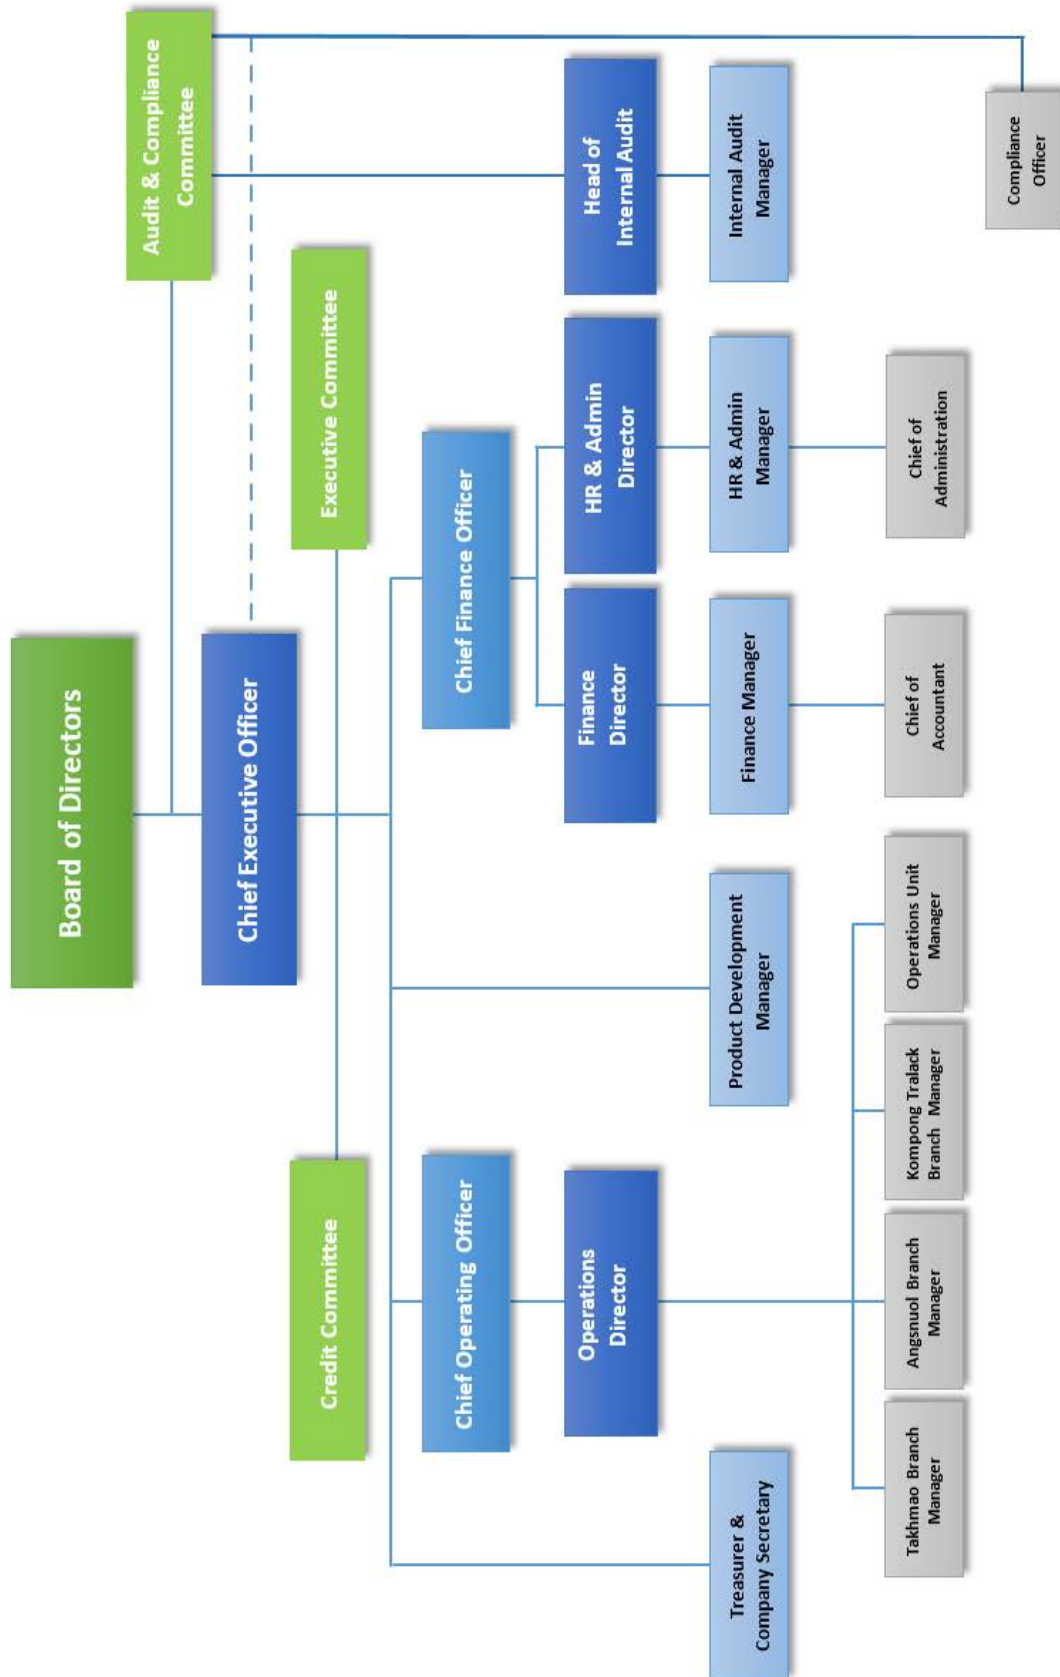 Board of Directors
Audit & Compliance
Committee
Chief Executive Officer
Credit Committee
Executive Committee
Chief Operating Officer
Chief Finance Officer
Operations
Director
Finance
Director
HR & Admin
Director
Head of
Internal Audit
Treasurer &
Company Secretary
Product Development
Manager
Finance Manager
HR & Admin
Manager
Internal Audit
Manager
Takhmao Branch
Manager
Angsnuol Branch
Manager
Kompong Tralack
Branch Manager
Operations Unit
Manager
Chief of
Accountant
Chief of
Administration
Compliance
Officer